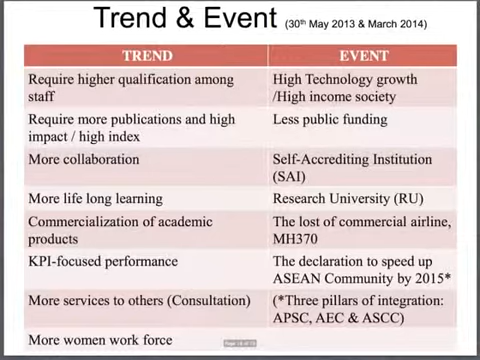 Trend & Event (30th May 2013 & March 2014)
TREND EVENT
Require higher qualification among
staff
High Technology growth
/High income society
Require more publications and high
impact / high index
Less public funding
More collaboration
Self-Accrediting Institution
(SAI)
More life long learning
Research University (RU)
Commercialization of academic
products
The lost of commercial airline,
MH370
KPI-focused performance
The declaration to speed up
ASEAN Community by 2015*
More services to others (Consultation)
(*Three pillars of integration:
APSC, AEC & ASCC)
More women work force